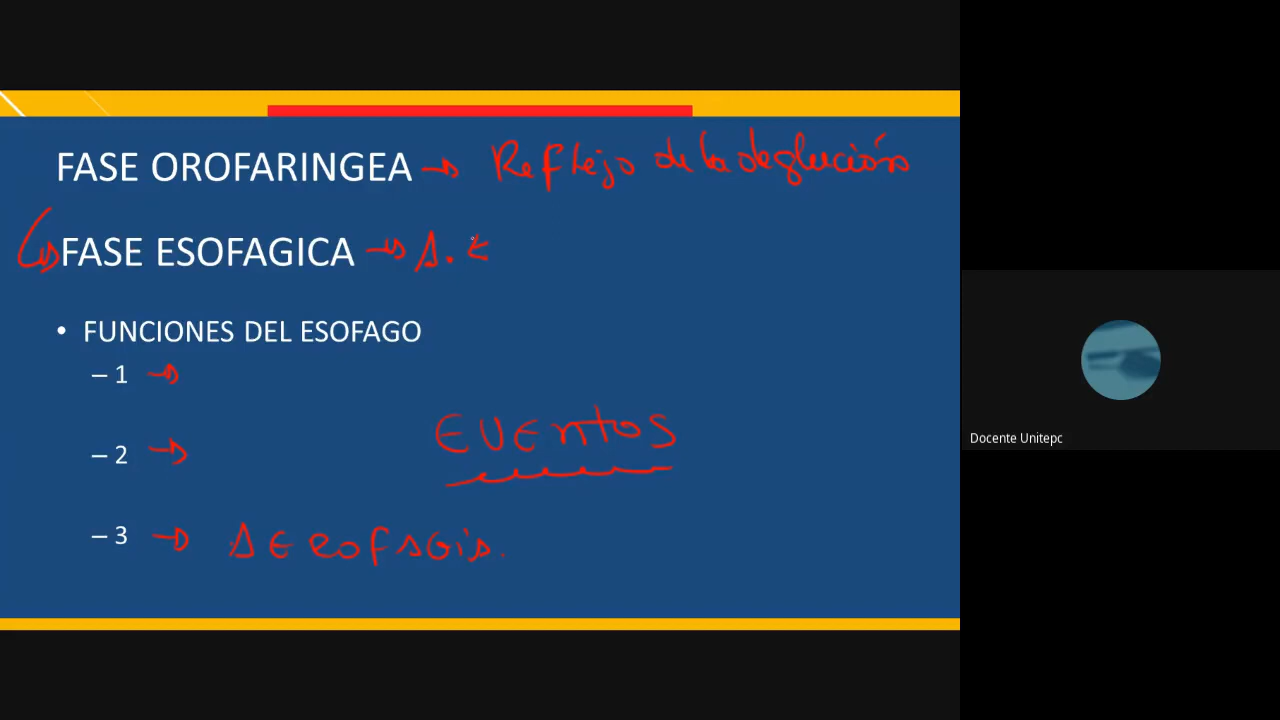 FASE OROFARINGEA → Reflejo de la deglución
FASE ESOFAGICA → A. E
• FUNCIONES DEL ESOFAGO
– 1 →
– 2 →
EVENTOS
– 3 → AEROFAGIA.
Docente Unitepc